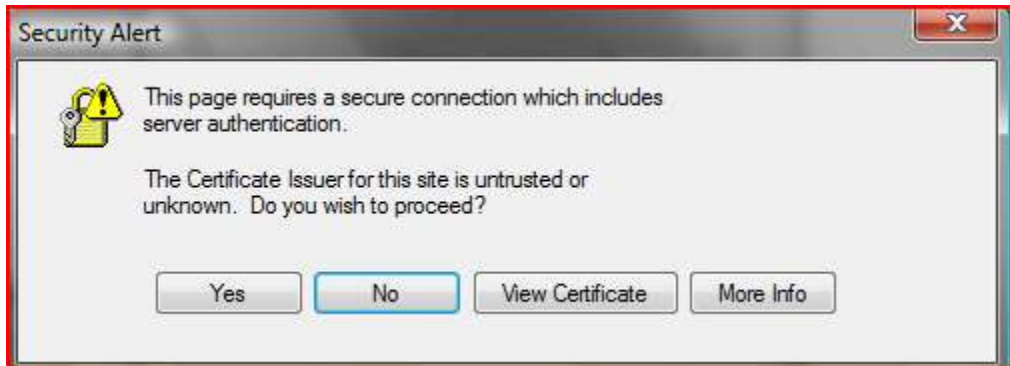 Security Alert
This page requires a secure connection which includes
server authentication.
The Certificate Issuer for this site is untrusted or
unknown.  Do you wish to proceed?
Yes
No
View Certificate
More Info